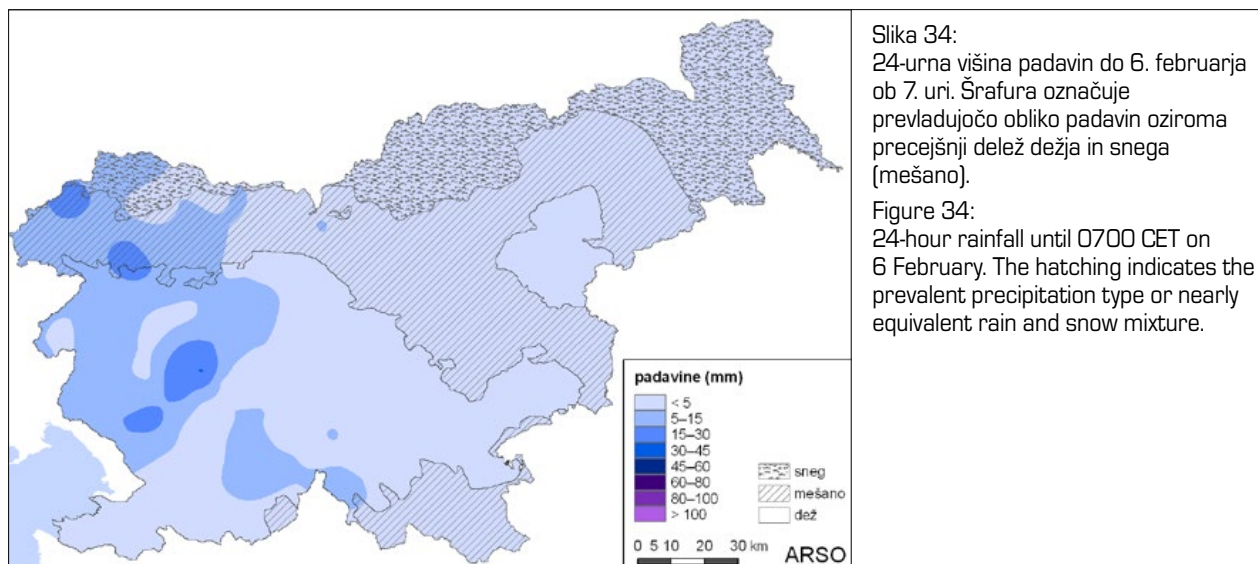 Slika 34:
24-urna višina padavin do 6. februarja
ob 7. uri. Šrafura označuje
prevladujočo obliko padavin oziroma
precejšnji delež dežja in snega
(mešano).
Figure 34:
24-hour rainfall until 0700 CET on
6 February. The hatching indicates the
prevalent precipitation type or nearly
equivalent rain and snow mixture.
padavine (mm)
< 5
5–15
15–30
30–45
45–60
60–80
80–100
> 100
sneg
mešano
dež
0 5 10 20 30 km
ARSO